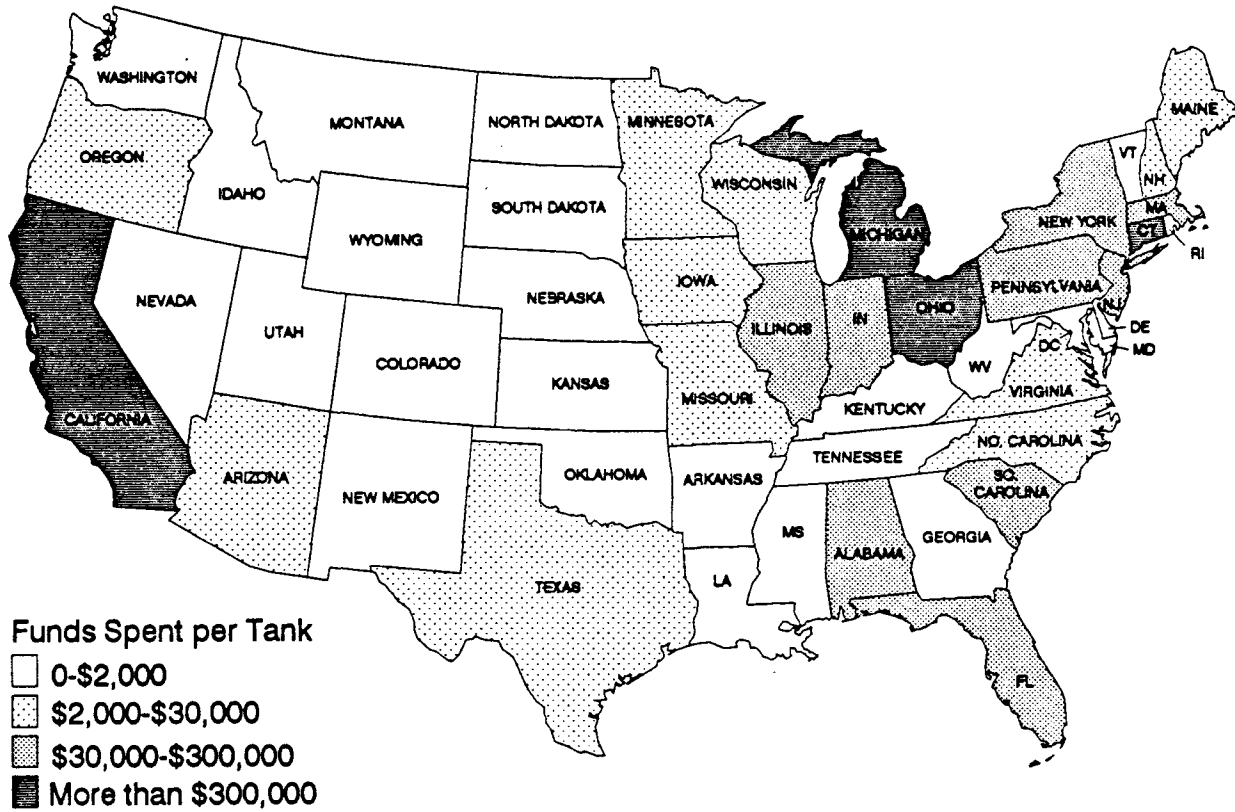 WASHINGTON
MONTANA
NORTH DAKOTA
MINNESOTA
MAINE
OREGON
IDAHO
VT
NH
WISCONSIN
SOUTH DAKOTA
WYOMING
MICHIGAN
NEW YORK
MA
CT
RI
NEVADA
UTAH
NEBRASKA
IOWA
PENNSYLVANIA
NJ
COLORADO
ILLINOIS
IN
OHIO
DE
MD
DC
WV
KANSAS
MISSOURI
KENTUCKY
VIRGINIA
CALIFORNIA
ARIZONA
NEW MEXICO
OKLAHOMA
ARKANSAS
TENNESSEE
NO. CAROLINA
SO.
CAROLINA
MS
ALABAMA
GEORGIA
TEXAS
LA
FL
Funds Spent per Tank
0-$2,000
$2,000-$30,000
$30,000-$300,000
More than $300,000